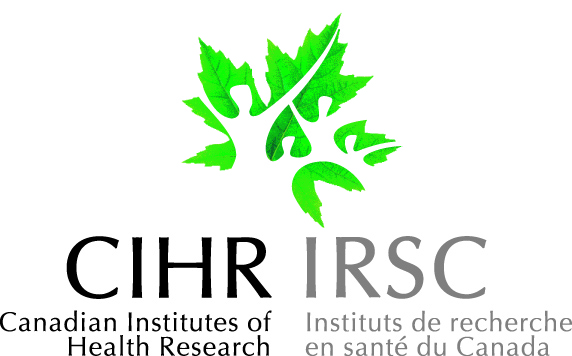 CIHR IRSC
Canadian Institutes of
Health Research
Instituts de recherche
en santé du Canada